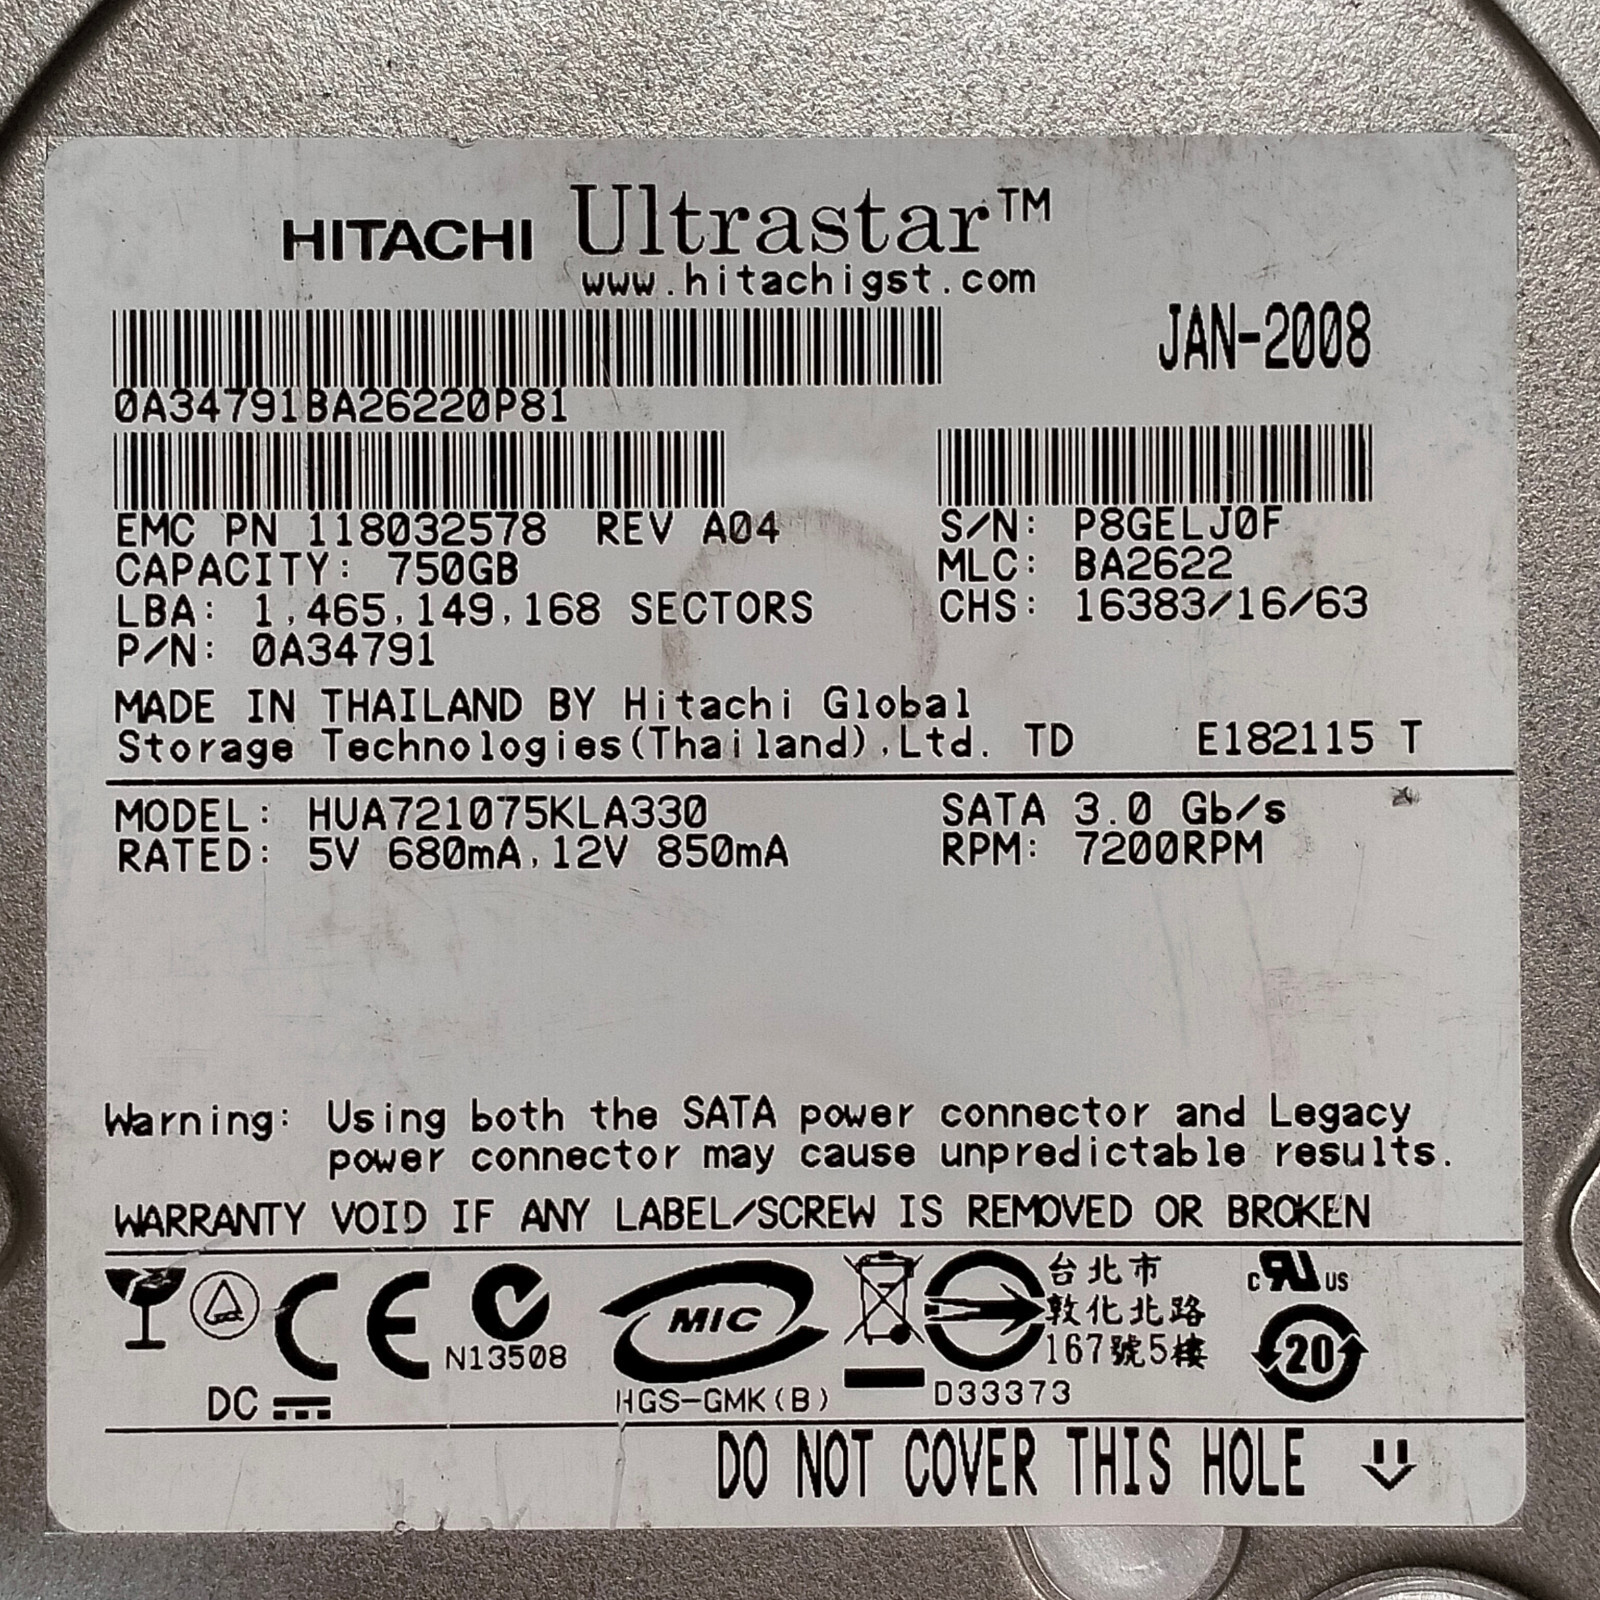 HITACHI Ultrastar™
www.hitachigst.com
JAN-2008
0A34791BA26220P81
EMC PN 118032578 REV A04
CAPACITY: 750GB
LBA: 1,465,149,168 SECTORS
P/N: 0A34791
S/N: P8GELJ0F
MLC: BA2622
CHS: 16383/16/63
MADE IN THAILAND BY Hitachi Global
Storage Technologies(Thailand),Ltd. TD E182115 T
MODEL: HUA721075KLA330
RATED: 5V 680mA,12V 850mA
SATA 3.0 Gb/s
RPM: 7200RPM
Warning: Using both the SATA power connector and Legacy
power connector may cause unpredictable results.
WARRANTY VOID IF ANY LABEL/SCREW IS REMOVED OR BROKEN
CE
N13508
MIC
HGS-GMK(B)
D33373
台北市
敦化北路
167號5樓
c RU US
20
DC
DO NOT COVER THIS HOLE